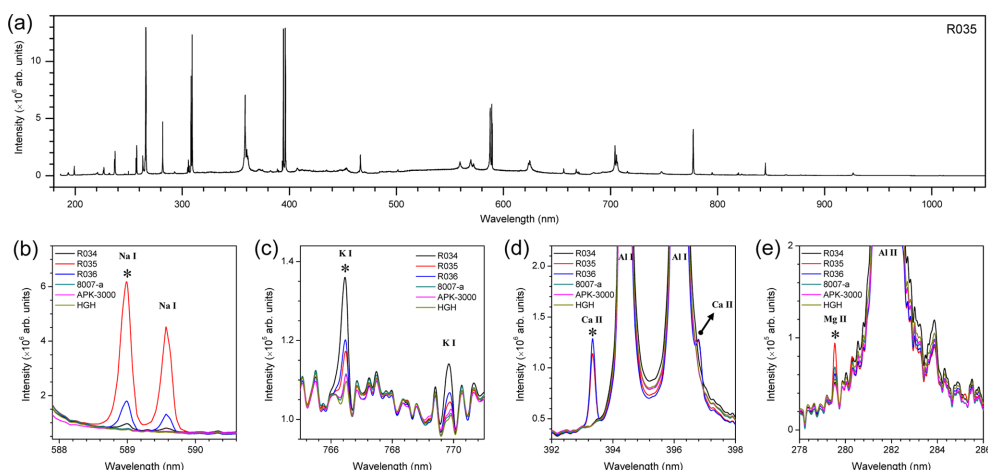 (a)
R035
Intensity (×10⁶ arb. units)
10
5
0
200 300 400 500 600 700 800 900 1000
Wavelength (nm)
(b)
R034
R035
R036
8007-a
APK-3000
HGH
Na I
*
Na I
Intensity (×10⁶ arb. units)
6
4
2
588 589 590
Wavelength (nm)
(c)
R034
R035
R036
8007-a
APK-3000
HGH
K I
*
K I
Intensity (×10⁶ arb. units)
1.4
1.2
1.0
766 768 770
Wavelength (nm)
(d)
R034
R035
R036
8007-a
APK-3000
HGH
Al I
Al I
Ca II
*
Ca II
Intensity (×10⁶ arb. units)
2.0
1.5
1.0
0.5
392 394 396 398
Wavelength (nm)
(e)
R034
R035
R036
8007-a
APK-3000
HGH
Al II
Mg II
*
Intensity (×10⁶ arb. units)
2
1
0
278 280 282 284 286
Wavelength (nm)